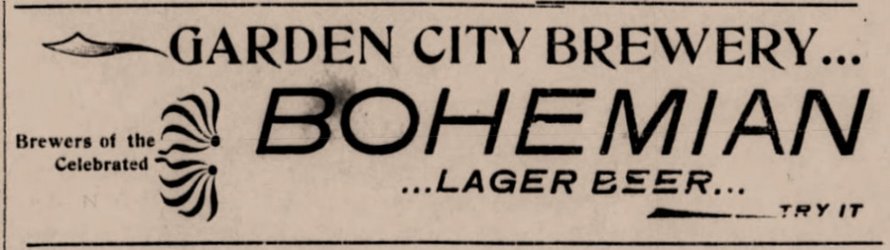 GARDEN CITY BREWERY...
Brewers of the
Celebrated
BOHEMIAN
...LAGER BEER...
TRY IT